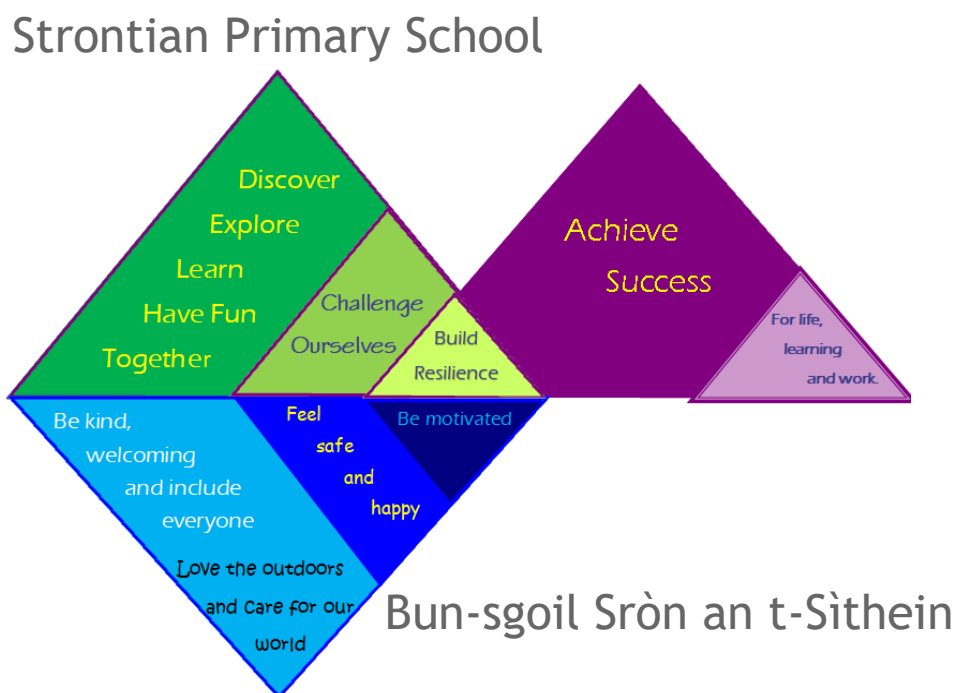 Strontian Primary School
Discover
Explore
Learn
Have Fun
Together
Challenge
Ourselves
Build
Resilience
Achieve
Success
For life,
learning
and work.
Be kind,
welcoming
and include
everyone
Love the outdoors
and care for our
world
Feel
safe
and
happy
Be motivated
Bun-sgoil Sròn an t-Sìthein